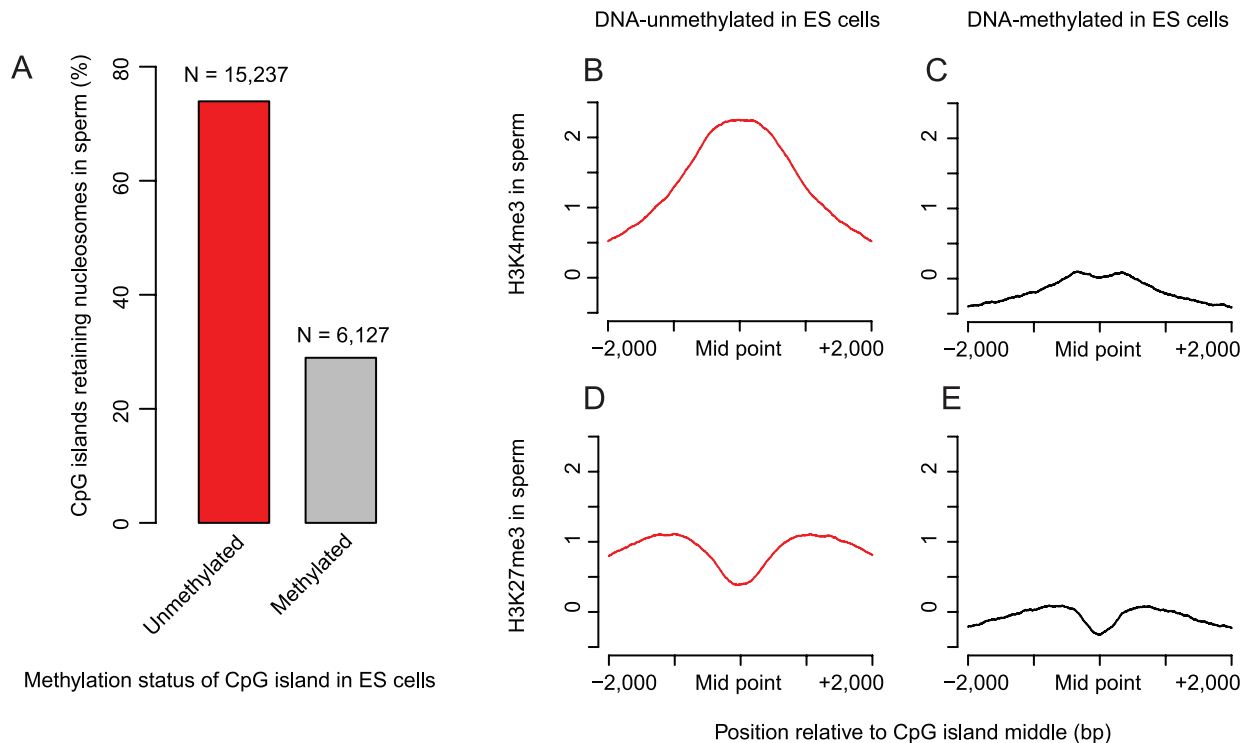 A
CpG islands retaining nucleosomes in sperm (%)
80
60
40
20
0
N = 15,237
N = 6,127
Unmethylated
Methylated
Methylation status of CpG island in ES cells
DNA-unmethylated in ES cells
DNA-methylated in ES cells
B
H3K4me3 in sperm
2
1
0
−2,000 Mid point +2,000
C
2
1
0
−2,000 Mid point +2,000
D
H3K27me3 in sperm
2
1
0
−2,000 Mid point +2,000
E
2
1
0
−2,000 Mid point +2,000
Position relative to CpG island middle (bp)